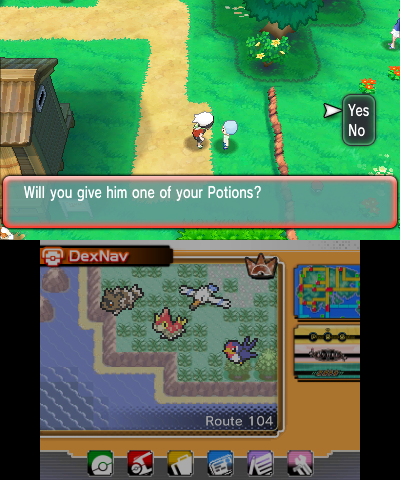 Yes
No
Will you give him one of your Potions?
DexNav
Route 104